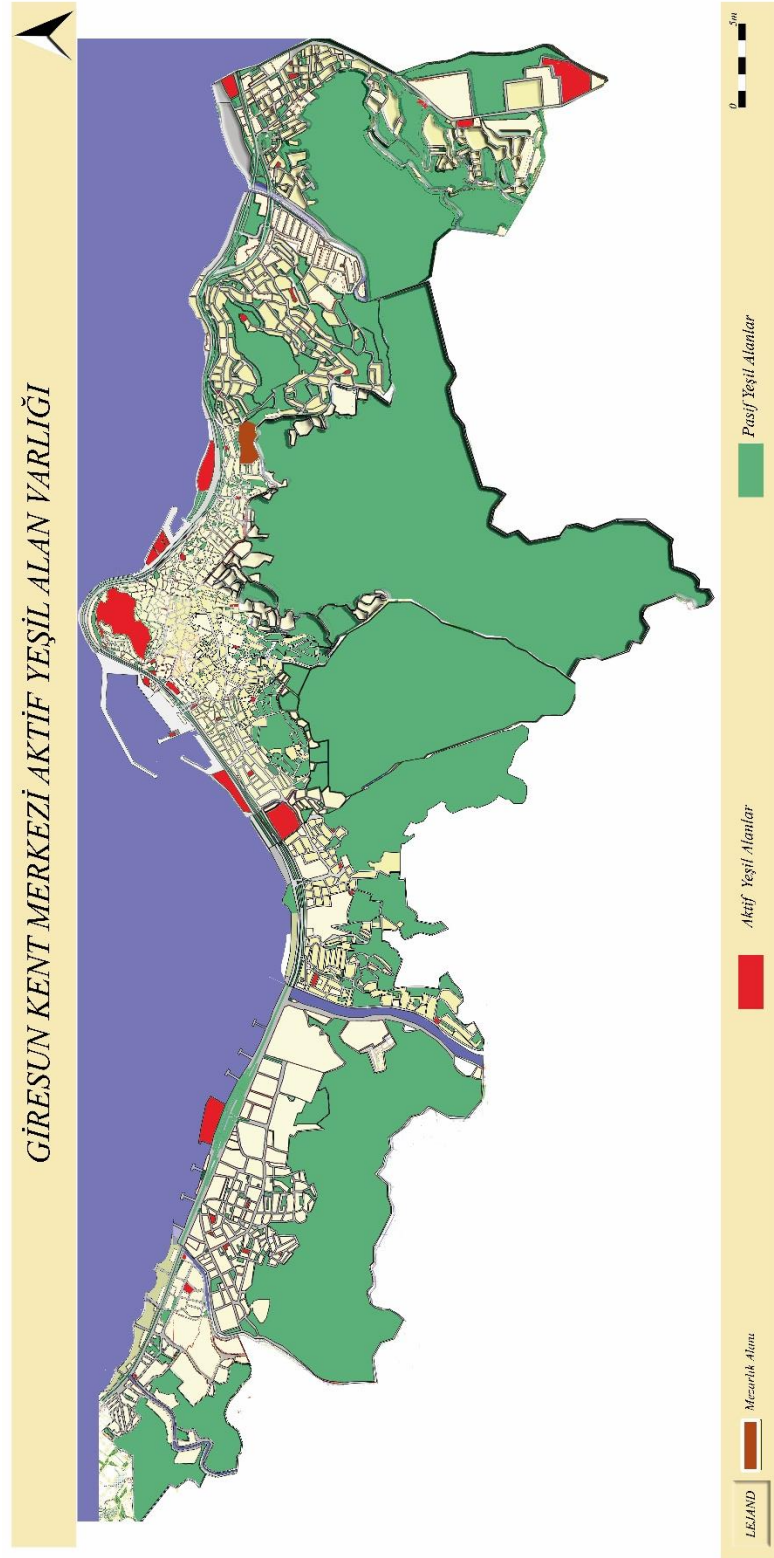 GİRESUN KENT MERKEZİ AKTİF YEŞİL ALAN VARLIĞI
LEJAND
Mezarlık Alanı
Aktif Yeşil Alanlar
Pasif Yeşil Alanlar
0
5m